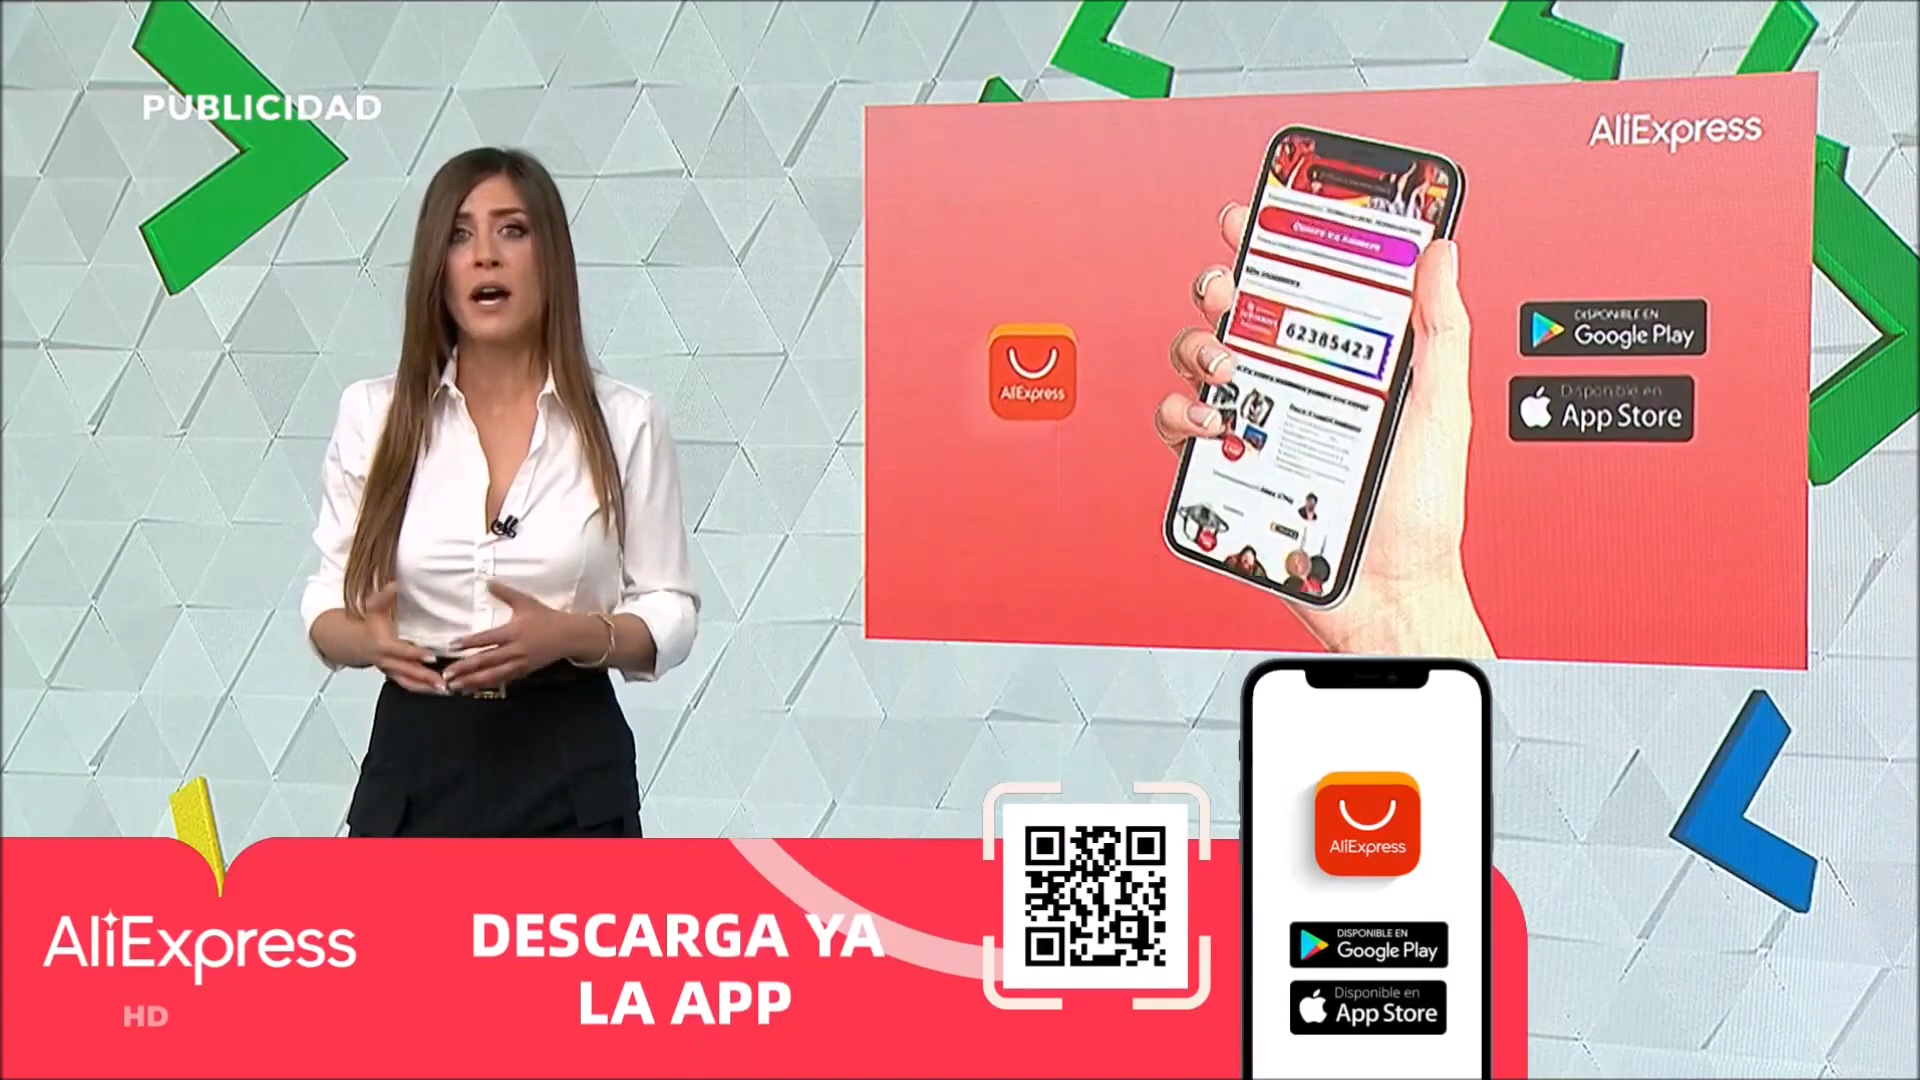 PUBLICIDAD
AliExpress
62385423
AliExpress
DISPONIBLE EN
Google Play
Disponible en
App Store
AliExpress
HD
DESCARGA YA
LA APP
AliExpress
DISPONIBLE EN
Google Play
Disponible en
App Store